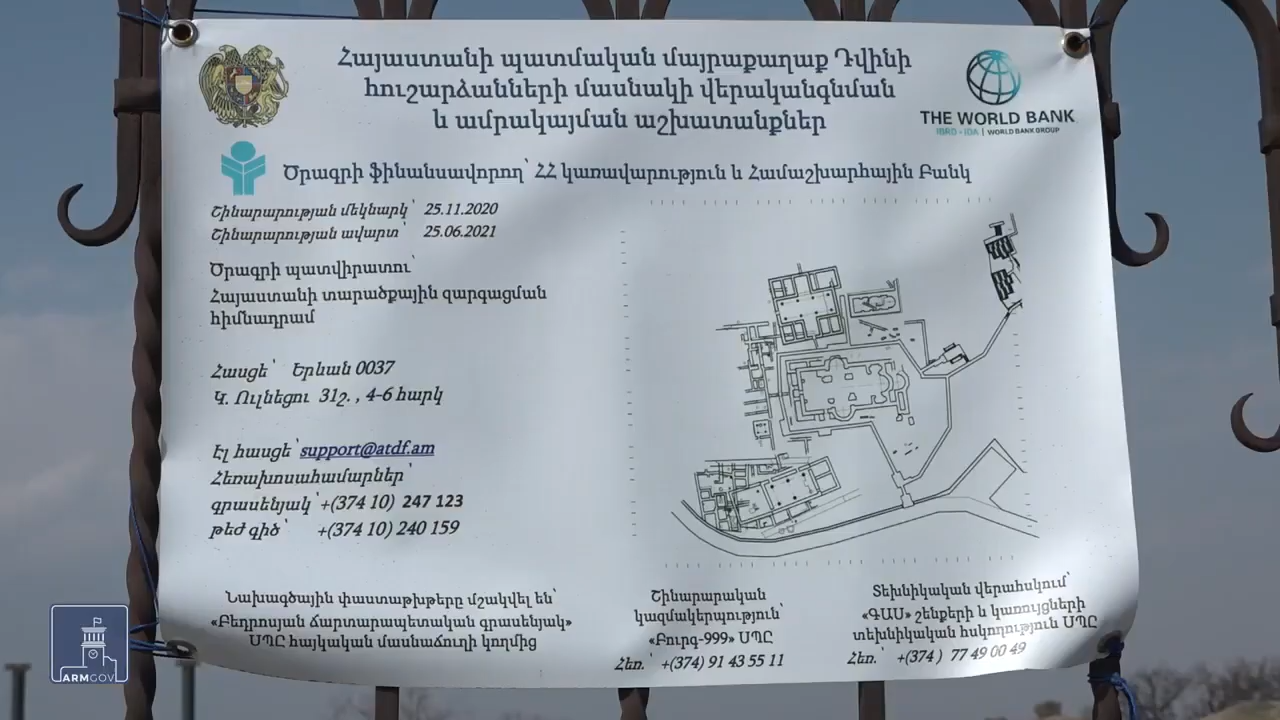 Հայաստանի պատմական մայրաքաղաք Դվինի
հուշարձանների մասնակի վերականգնման
և ամրակայման աշխատանքներ
THE WORLD BANK
IBRD • IDA | WORLD BANK GROUP
Ծրագրի ֆինանսավորող՝ ՀՀ կառավարություն և Համաշխարհային Բանկ
Շինարարության մեկնարկ՝ 25.11.2020
Շինարարության ավարտ՝ 25.06.2021
Ծրագրի պատվիրատու՝
Հայաստանի տարածքային զարգացման
հիմնադրամ
Հասցե՝ Երևան 0037
Կ. Ուլնեցու 31շ. , 4-6 հարկ
Էլ հասցե՝ support@atdf.am
Հեռախոսահամարներ՝
գրասենյակ՝ +(374 10) 247 123
թեժ գիծ՝ +(374 10) 240 159
Նախագծային փաստաթխթերը մշակվել են՝
«Բեդրոսյան ճարտարապետական գրասենյակ»
ՍՊԸ հայկական մասնաճուղի կողմից
Շինարարական
կազմակերպություն՝
«Բուրգ-999» ՍՊԸ
Հեռ.՝ +(374) 91 43 55 11
Տեխնիկական վերահսկում՝
«ԳԱՍ» շենքերի և կառույցների
տեխնիկական հսկողություն ՍՊԸ
Հեռ.՝ +(374 ) 77 49 00 49
ARMGOV